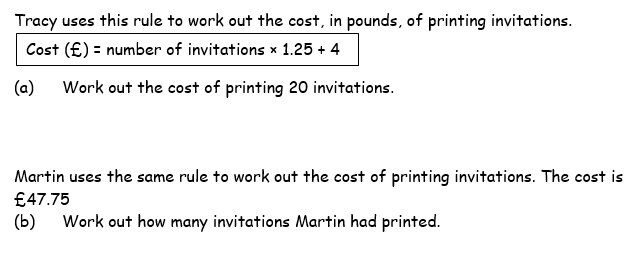 Tracy uses this rule to work out the cost, in pounds, of printing invitations.
Cost (£) = number of invitations × 1.25 + 4
(a) Work out the cost of printing 20 invitations.
Martin uses the same rule to work out the cost of printing invitations. The cost is
£47.75
(b) Work out how many invitations Martin had printed.